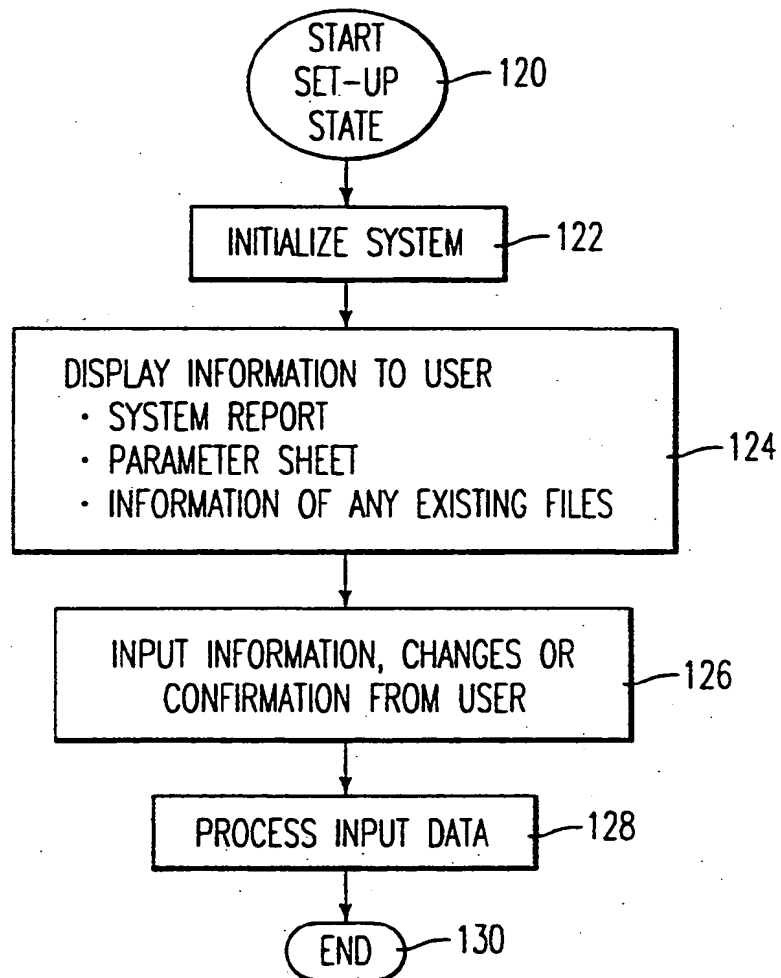 START
SET-UP
STATE
120
INITIALIZE SYSTEM
122
DISPLAY INFORMATION TO USER
· SYSTEM REPORT
· PARAMETER SHEET
· INFORMATION OF ANY EXISTING FILES
124
INPUT INFORMATION, CHANGES OR
CONFIRMATION FROM USER
126
PROCESS INPUT DATA
128
END
130